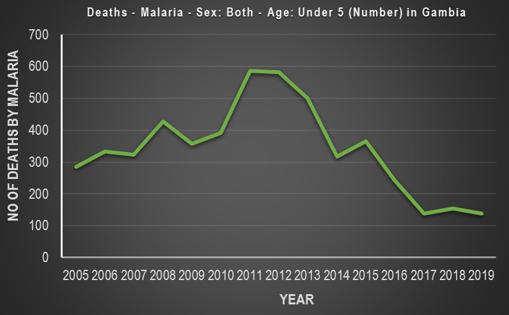 Deaths - Malaria - Sex: Both - Age: Under 5 (Number) in Gambia
NO OF DEATHS BY MALARIA
700
600
500
400
300
200
100
0
2005 2006 2007 2008 2009 2010 2011 2012 2013 2014 2015 2016 2017 2018 2019
YEAR